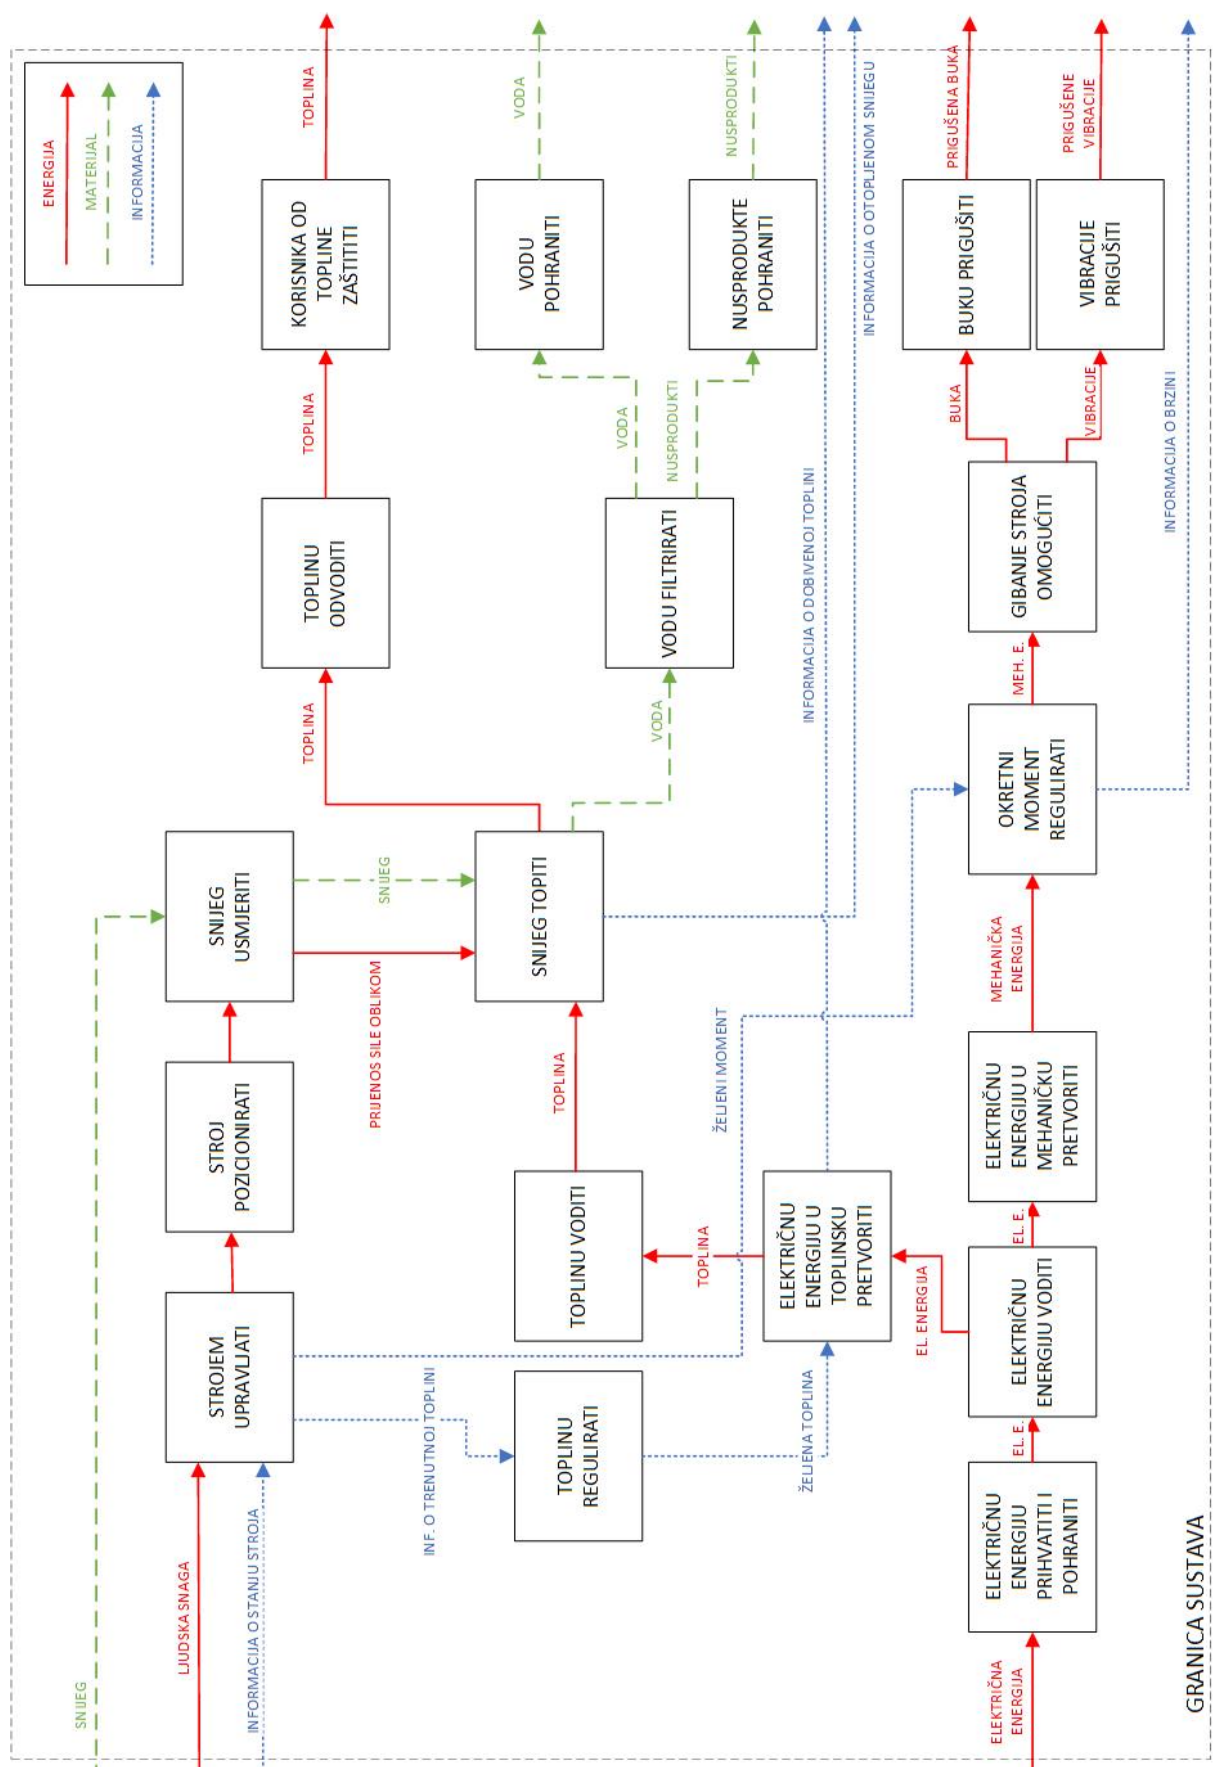 ENERGIJA
MATERIJAL
INFORMACIJA
SNIJEG
LJUDSKA SNAGA
INFORMACIJA O STANJU STROJA
STROJEM
UPRAVLJATI
STROJ
POZICIONIRATI
SNIJEG
USMJERITI
SNIJEG
PRIJENOS SILE OBLIKOM
SNIJEG TOPITI
TOPLINA
TOPLINU
ODVODITI
TOPLINA
KORISNIKA OD
TOPLINE
ZAŠTITITI
TOPLINA
VODA
VODU FILTRIRATI
VODA
NUSPRODUKTI
VODU
POHRANITI
VODA
NUSPRODUKTE
POHRANITI
NUSPRODUKTI
INF. O TRENUTNOJ TOPLINI
TOPLINU
REGULIRATI
ŽELJENA TOPLINA
TOPLINU VODITI
TOPLINA
TOPLINA
ELEKTRIČNU
ENERGIJU U
TOPLINSKU
PRETVORITI
EL. ENERGIJA
ŽELJENI MOMENT
INFORMACIJA O DOBIVENOJ TOPLINI
INFORMACIJA O OTOPLJENOM SNIJEGU
ELEKTRIČNA
ENERGIJA
ELEKTRIČNU
ENERGIJU
PRIHVATITI I
POHRANITI
EL. E.
ELEKTRIČNU
ENERGIJU VODITI
EL. E.
ELEKTRIČNU
ENERGIJU U
MEHANIČKU
PRETVORITI
MEHANIČKA
ENERGIJA
OKRETNI
MOMENT
REGULIRATI
MEH. E.
GIBANJE STROJA
OMOGUĆITI
BUKA
VIBRACIJE
BUKU PRIGUŠITI
VIBRACIJE
PRIGUŠITI
PRIGUŠENA BUKA
PRIGUŠENE
VIBRACIJE
INFORMACIJA O BRZINI
GRANICA SUSTAVA